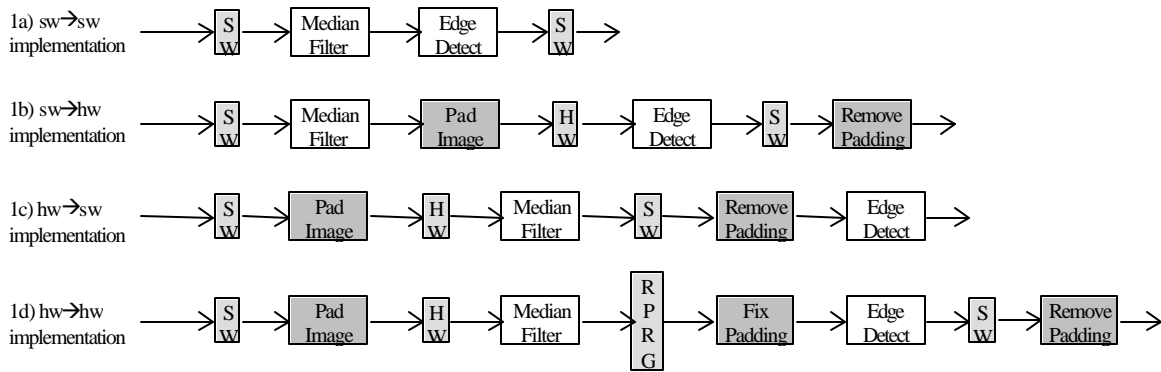 1a) sw→sw
implementation
S
W
Median
Filter
Edge
Detect
S
W
1b) sw→hw
implementation
S
W
Median
Filter
Pad
Image
H
W
Edge
Detect
S
W
Remove
Padding
1c) hw→sw
implementation
S
W
Pad
Image
H
W
Median
Filter
S
W
Remove
Padding
Edge
Detect
1d) hw→hw
implementation
S
W
Pad
Image
H
W
Median
Filter
R
P
R
G
Fix
Padding
Edge
Detect
S
W
Remove
Padding